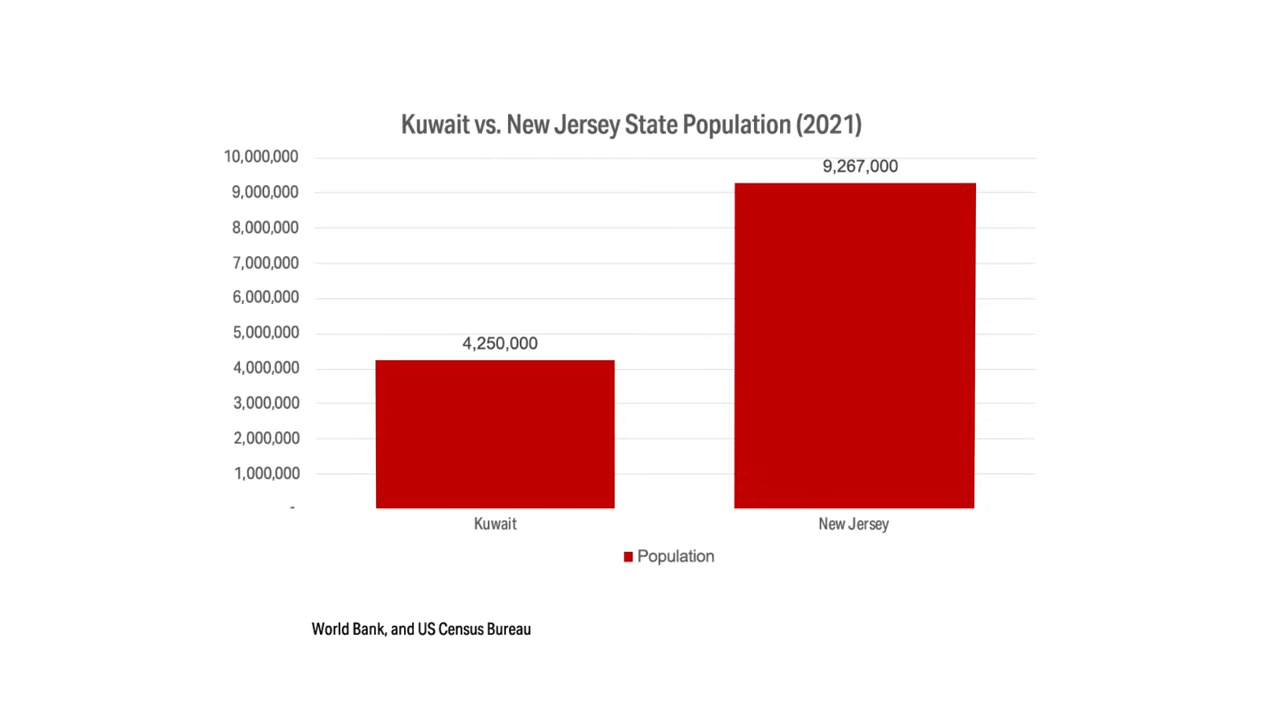 Kuwait vs. New Jersey State Population (2021)
10,000,000
9,000,000
8,000,000
7,000,000
6,000,000
5,000,000
4,000,000
3,000,000
2,000,000
1,000,000
-
4,250,000
9,267,000
Kuwait
New Jersey
Population
World Bank, and US Census Bureau